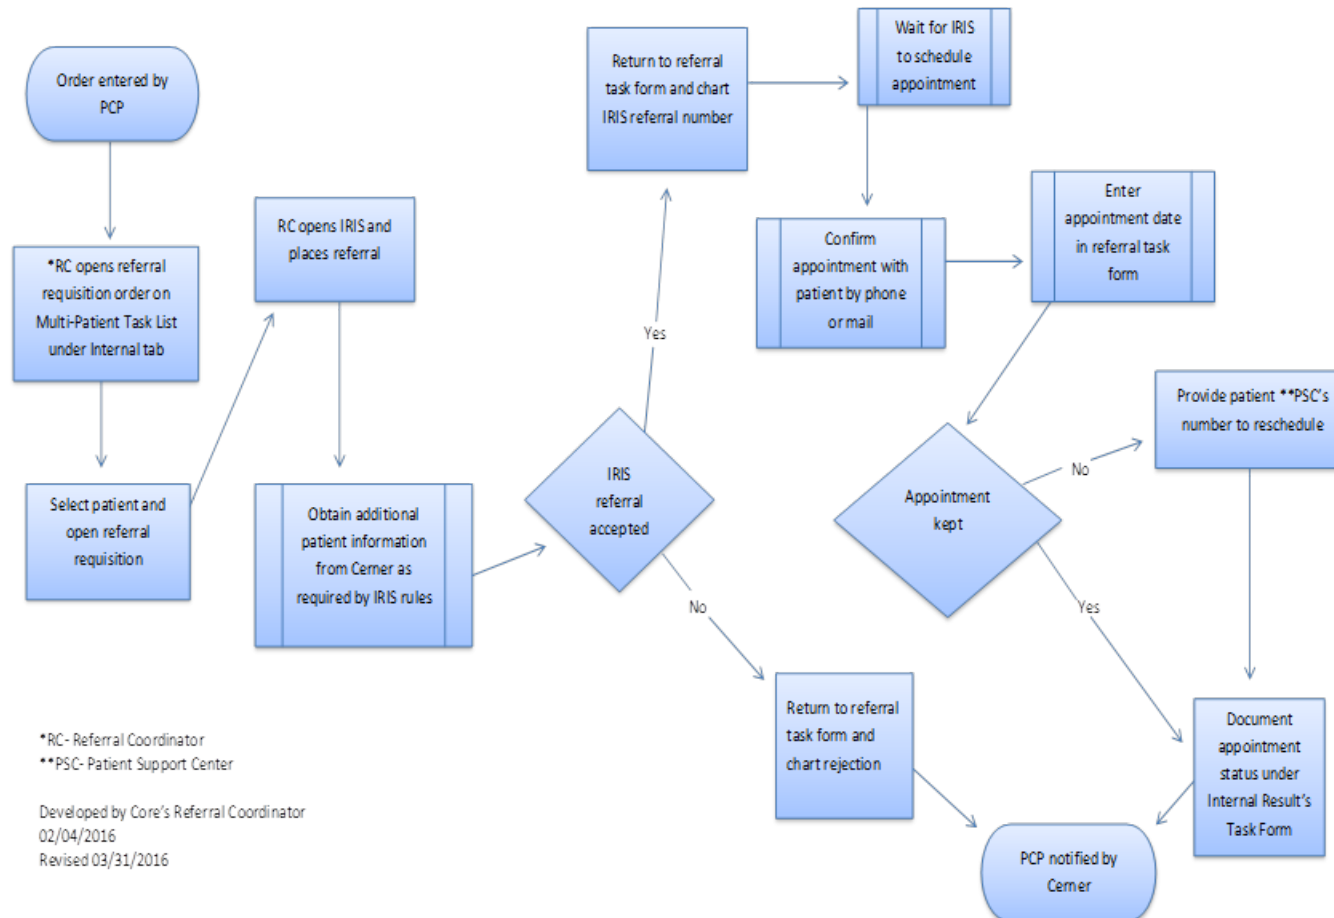 Order entered by
PCP
*RC opens referral
requisition order on
Multi-Patient Task List
under Internal tab
Select patient and
open referral
requisition
RC opens IRIS and
places referral
Obtain additional
patient information
from Cerner as
required by IRIS rules
IRIS
referral
accepted
Yes
No
Return to referral
task form and chart
IRIS referral number
Wait for IRIS
to schedule
appointment
Confirm
appointment with
patient by phone
or mail
Enter
appointment date
in referral task
form
Appointment
kept
No
Yes
Provide patient **PSC's
number to reschedule
Return to referral
task form and
chart rejection
Document
appointment
status under
Internal Result's
Task Form
PCP notified by
Cerner
*RC- Referral Coordinator
**PSC- Patient Support Center
Developed by Core's Referral Coordinator
02/04/2016
Revised 03/31/2016